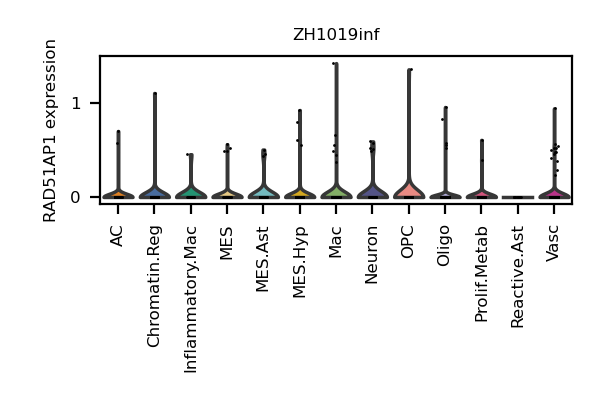 ZH1019inf
RAD51AP1 expression
1
0
AC
Chromatin.Reg
Inflammatory.Mac
MES
MES.Ast
MES.Hyp
Mac
Neuron
OPC
Oligo
Prolif.Metab
Reactive.Ast
Vasc